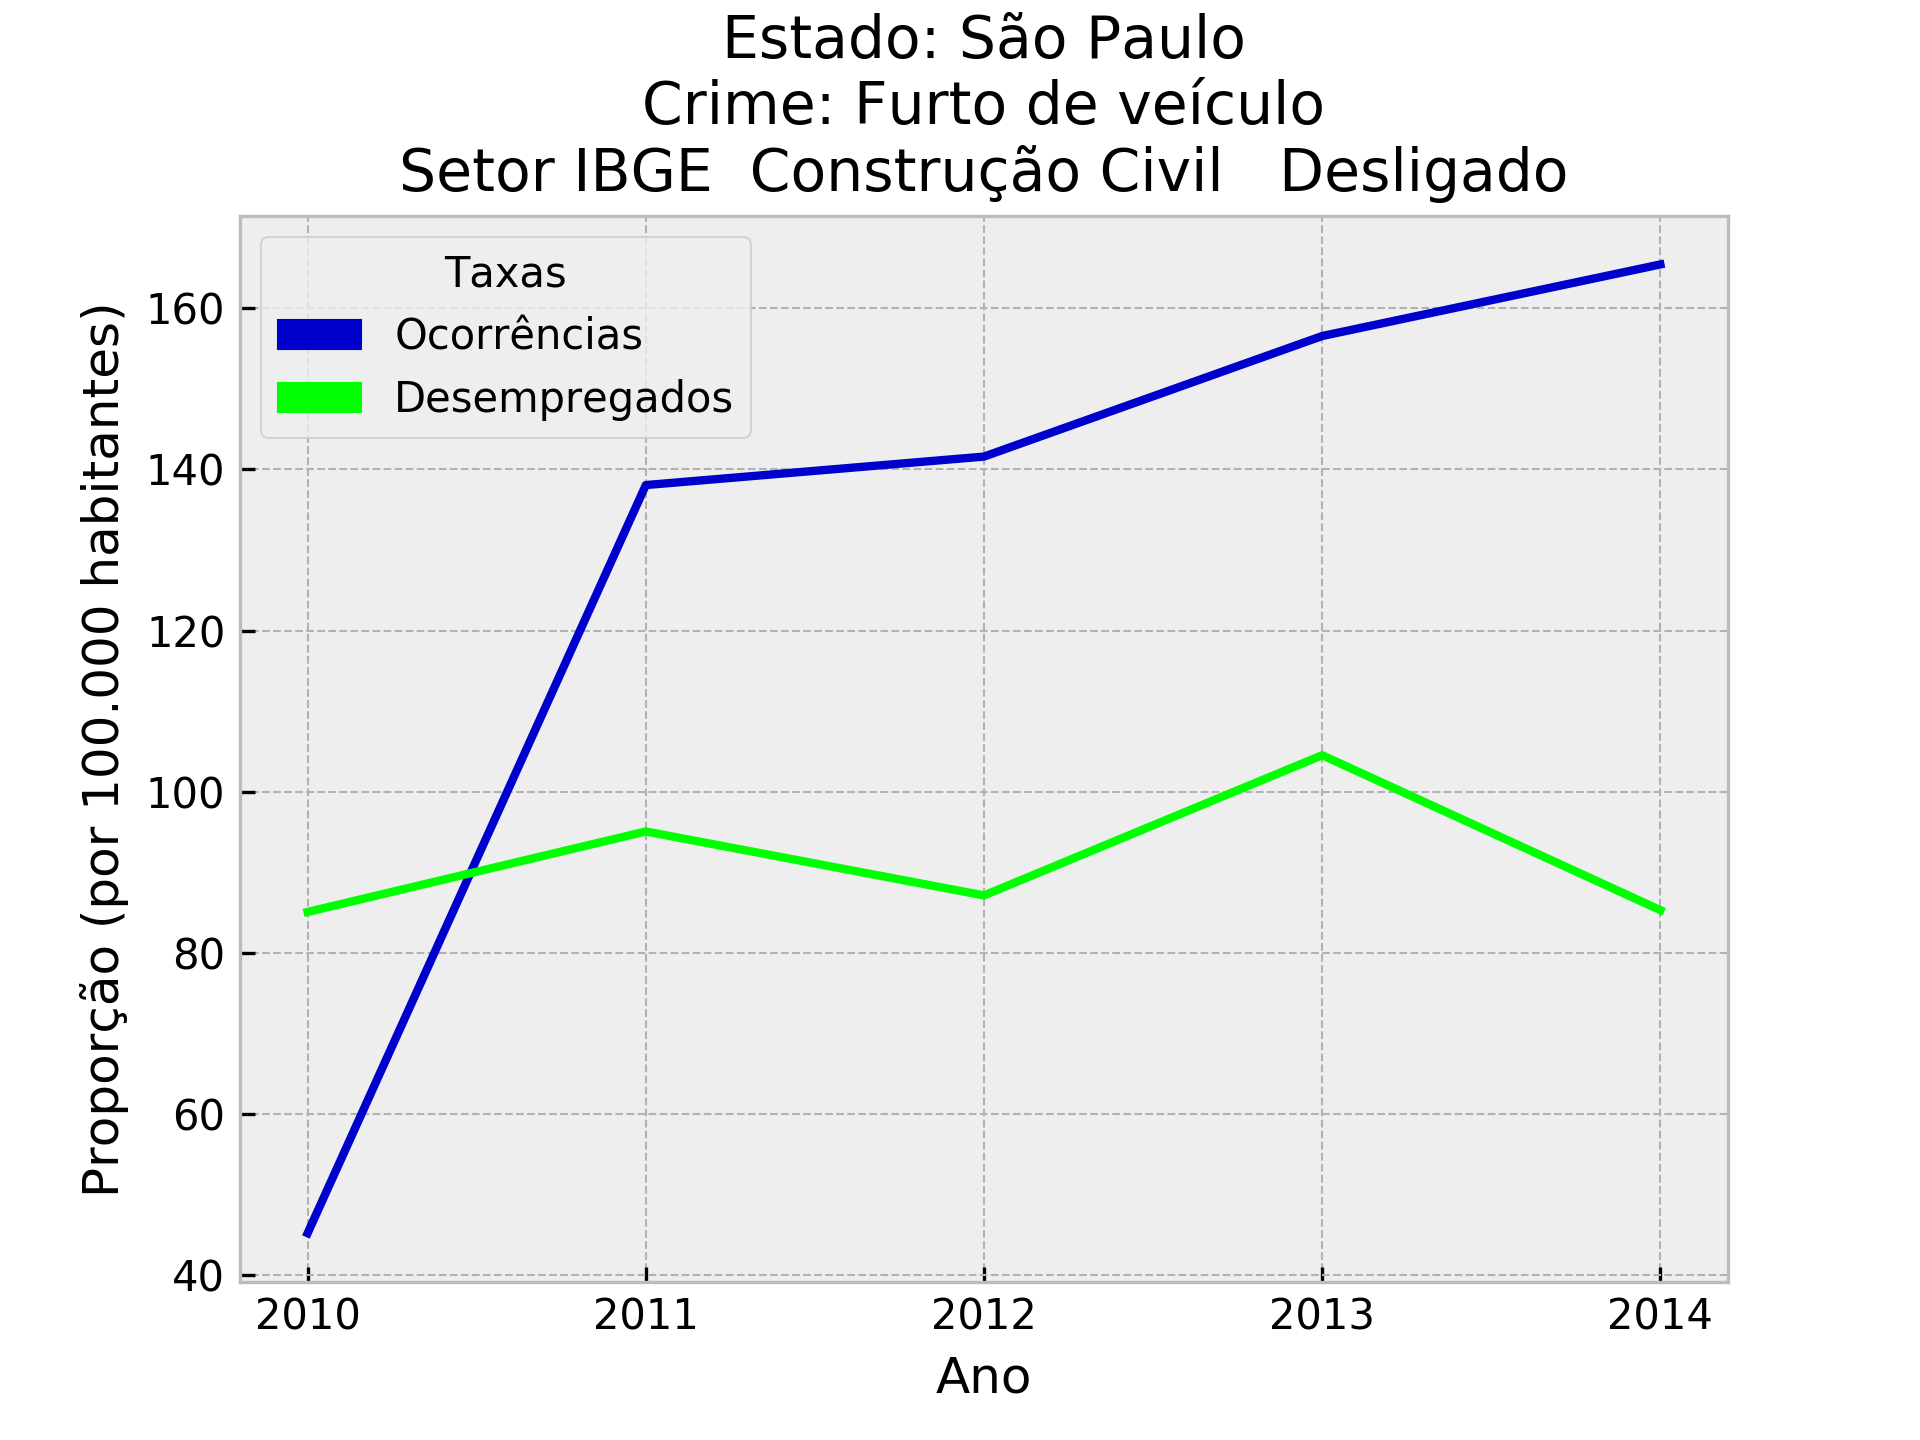 Estado: São Paulo
Crime: Furto de veículo
Setor IBGE  Construção Civil   Desligado
Taxas
Ocorrências
Desempregados
Proporção (por 100.000 habitantes)
160
140
120
100
80
60
40
2010 2011 2012 2013 2014
Ano